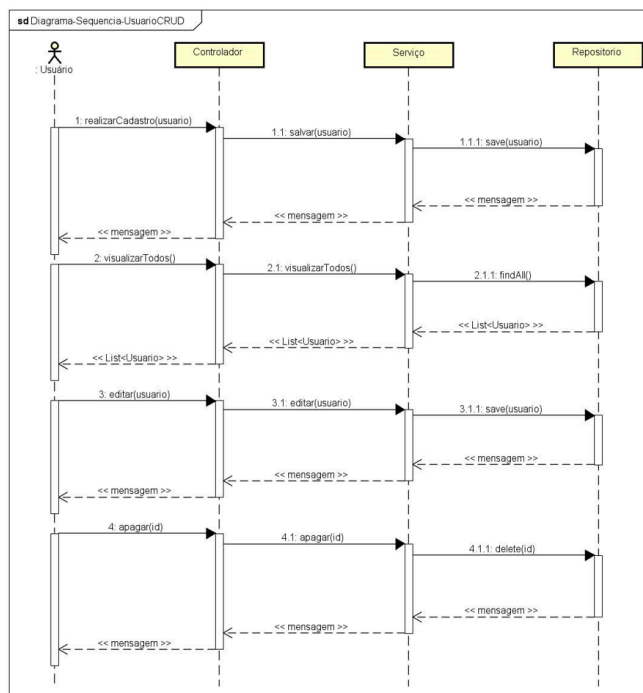 sd Diagrama-Sequencia-UsuarioCRUD
: Usuário
Controlador
Serviço
Repositorio
1: realizarCadastro(usuario)
1.1: salvar(usuario)
1.1.1: save(usuario)
<< mensagem >>
<< mensagem >>
<< mensagem >>
2: visualizarTodos()
2.1: visualizarTodos()
2.1.1: findAll()
<< List<Usuario> >>
<< List<Usuario> >>
<< List<Usuario> >>
3: editar(usuario)
3.1: editar(usuario)
3.1.1: save(usuario)
<< mensagem >>
<< mensagem >>
<< mensagem >>
4: apagar(id)
4.1: apagar(id)
4.1.1: delete(id)
<< mensagem >>
<< mensagem >>
<< mensagem >>